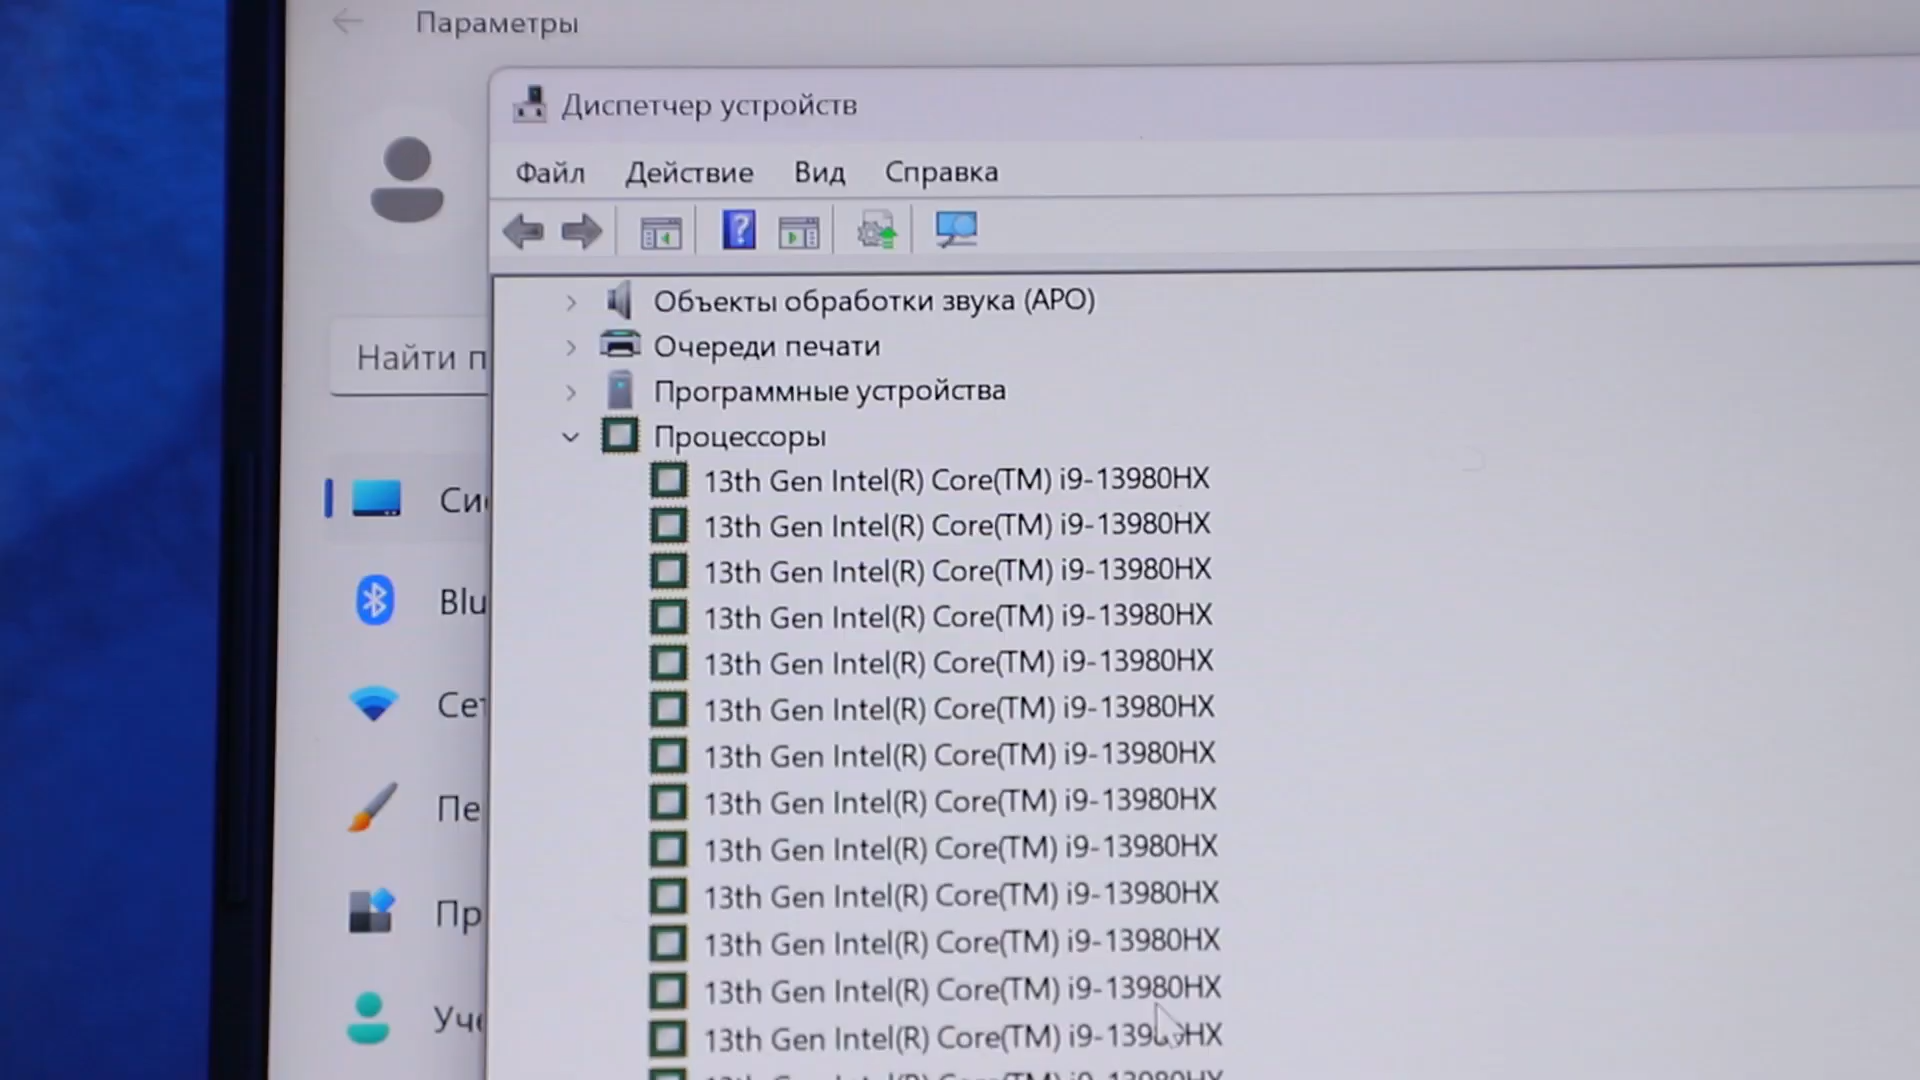 Параметры
Диспетчер устройств
Файл Действие Вид Справка
Объекты обработки звука (APO)
Очереди печати
Найти п
Программные устройства
Процессоры
13th Gen Intel(R) Core(TM) i9-13980HX
Си
13th Gen Intel(R) Core(TM) i9-13980HX
13th Gen Intel(R) Core(TM) i9-13980HX
Blu
13th Gen Intel(R) Core(TM) i9-13980HX
13th Gen Intel(R) Core(TM) i9-13980HX
Сет
13th Gen Intel(R) Core(TM) i9-13980HX
13th Gen Intel(R) Core(TM) i9-13980HX
Пе
13th Gen Intel(R) Core(TM) i9-13980HX
13th Gen Intel(R) Core(TM) i9-13980HX
13th Gen Intel(R) Core(TM) i9-13980HX
Пр
13th Gen Intel(R) Core(TM) i9-13980HX
13th Gen Intel(R) Core(TM) i9-13980HX
Уче
13th Gen Intel(R) Core(TM) i9-13980HX